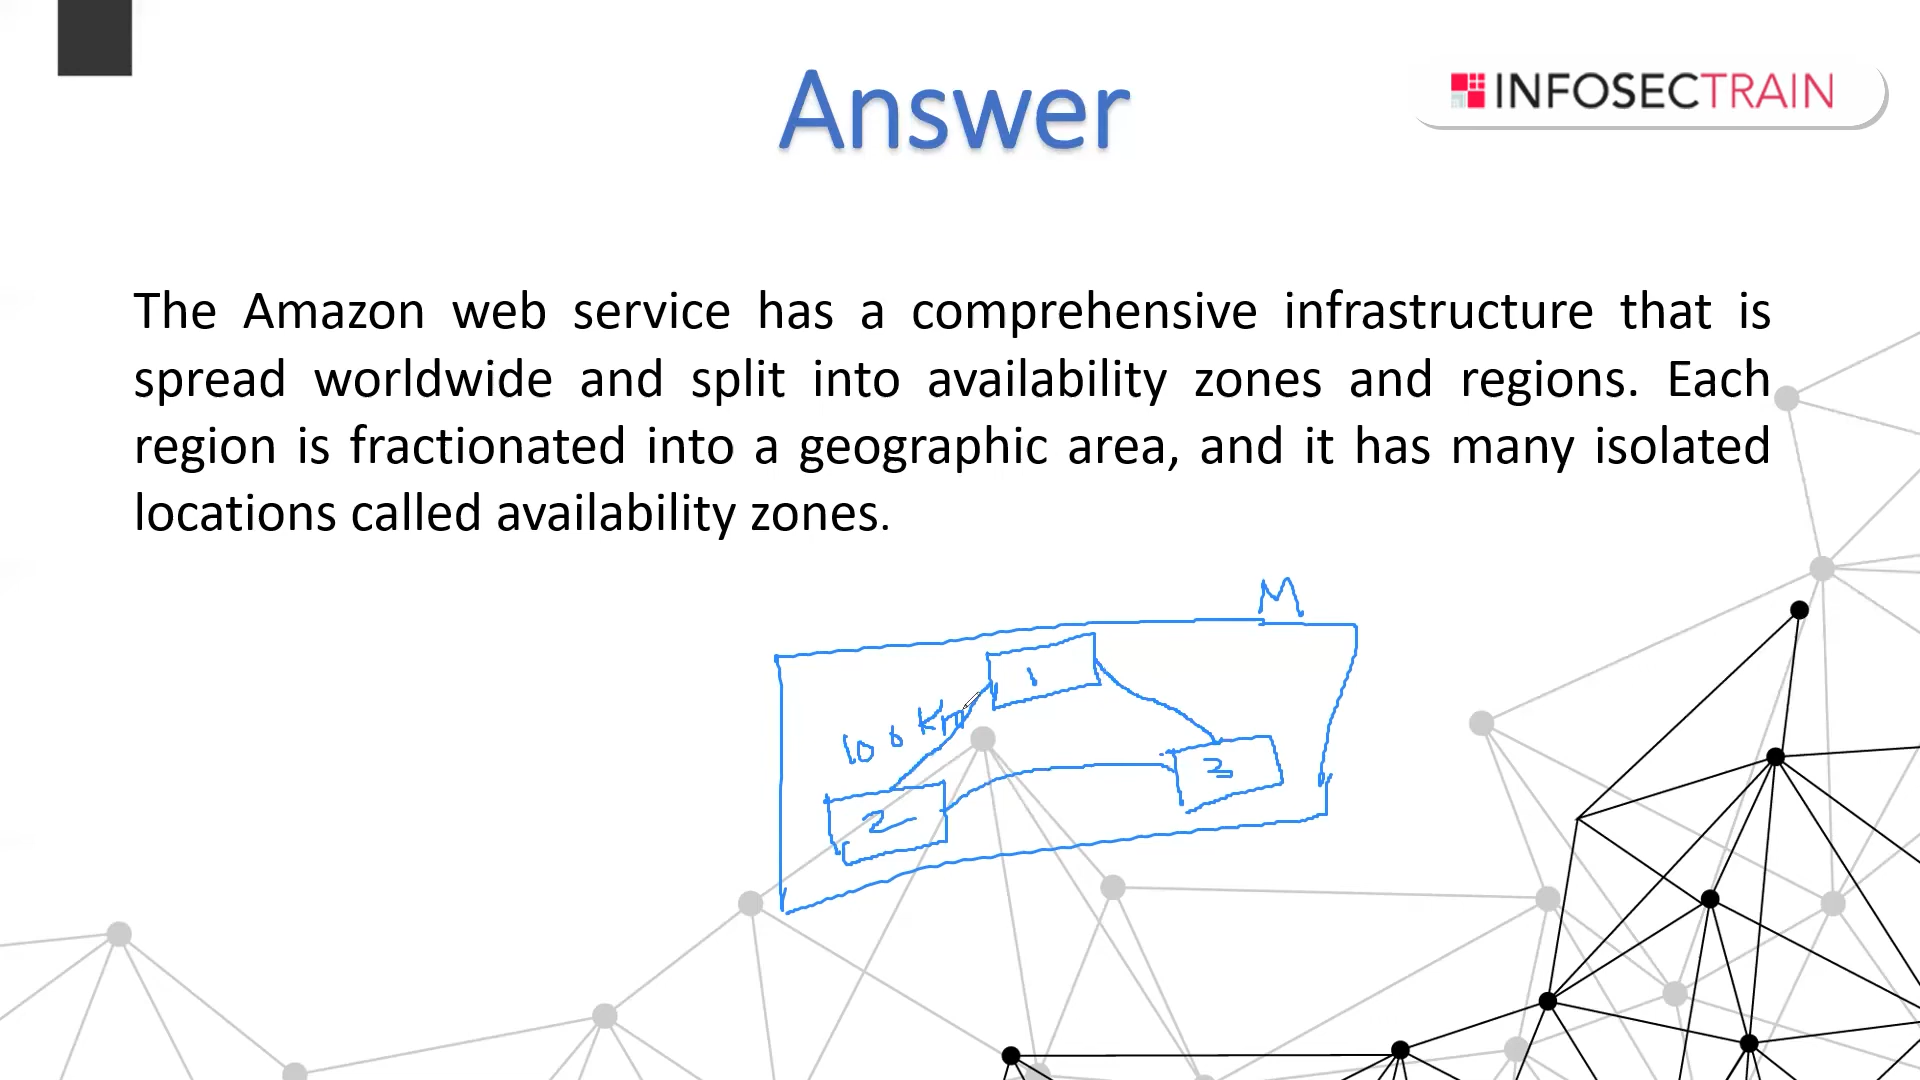 Answer
INFOSECTRAIN
The Amazon web service has a comprehensive infrastructure that is
spread worldwide and split into availability zones and regions. Each
region is fractionated into a geographic area, and it has many isolated
locations called availability zones.
M
1
100 Km
3
2